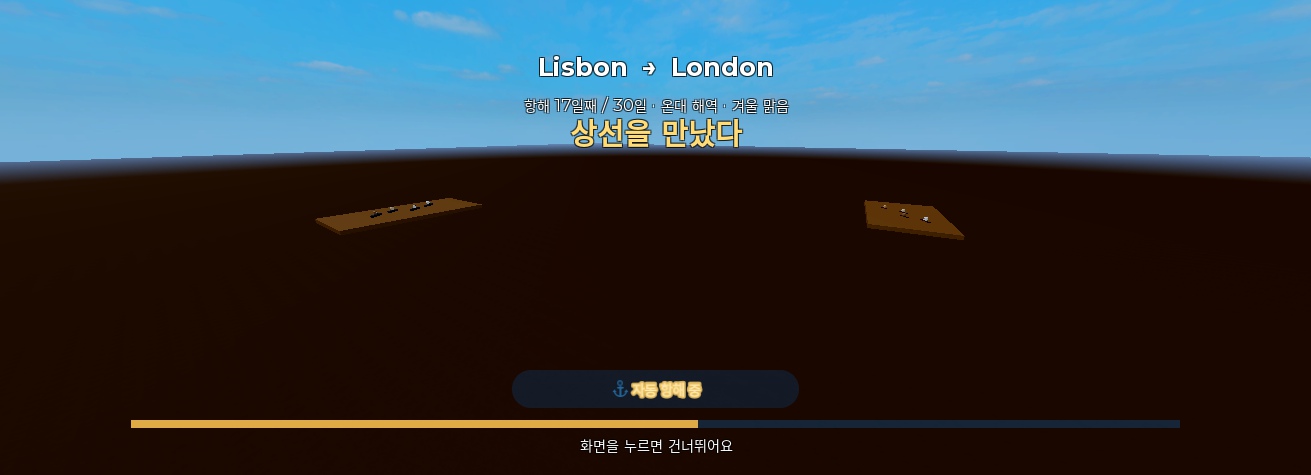 Lisbon → London
항해 17일째 / 30일 · 온대 해역 · 겨울 맑음
상선을 만났다
⚓ 자동 항해 중
화면을 누르면 건너뛰어요